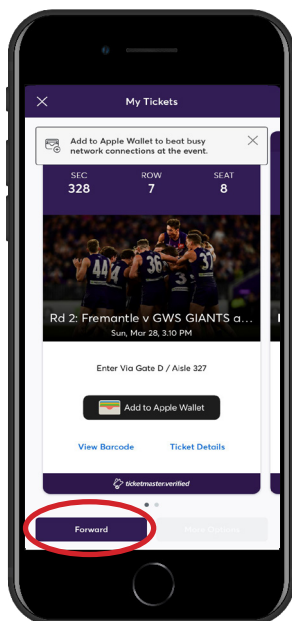 My Tickets
Add to Apple Wallet to beat busy
network connections at the event.
SEC ROW SEAT
328 7 8
44 36 37
Rd 2: Fremantle v GWS GIANTS a...
Sun, Mar 28, 3.10 PM
Enter Via Gate D / Aisle 327
Add to Apple Wallet
View Barcode Ticket Details
ticketmaster.verified
Forward